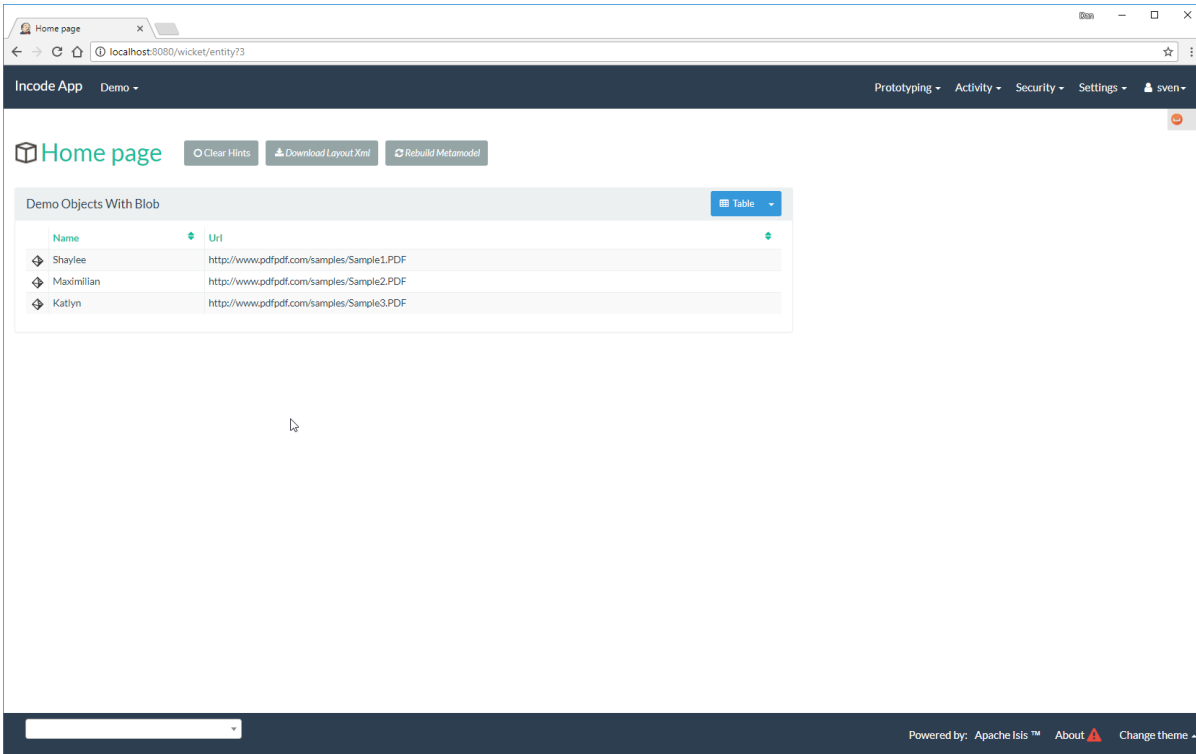 Home page
Dan
localhost:8080/wicket/entity?3
Incode App Demo Prototyping Activity Security Settings sven
Home page Clear Hints Download Layout Xml Rebuild Metamodel
Demo Objects With Blob Table
Name Url
Shaylee http://www.pdfpdf.com/samples/Sample1.PDF
Maximilian http://www.pdfpdf.com/samples/Sample2.PDF
Katlyn http://www.pdfpdf.com/samples/Sample3.PDF
Powered by: Apache Isis ™ About Change theme